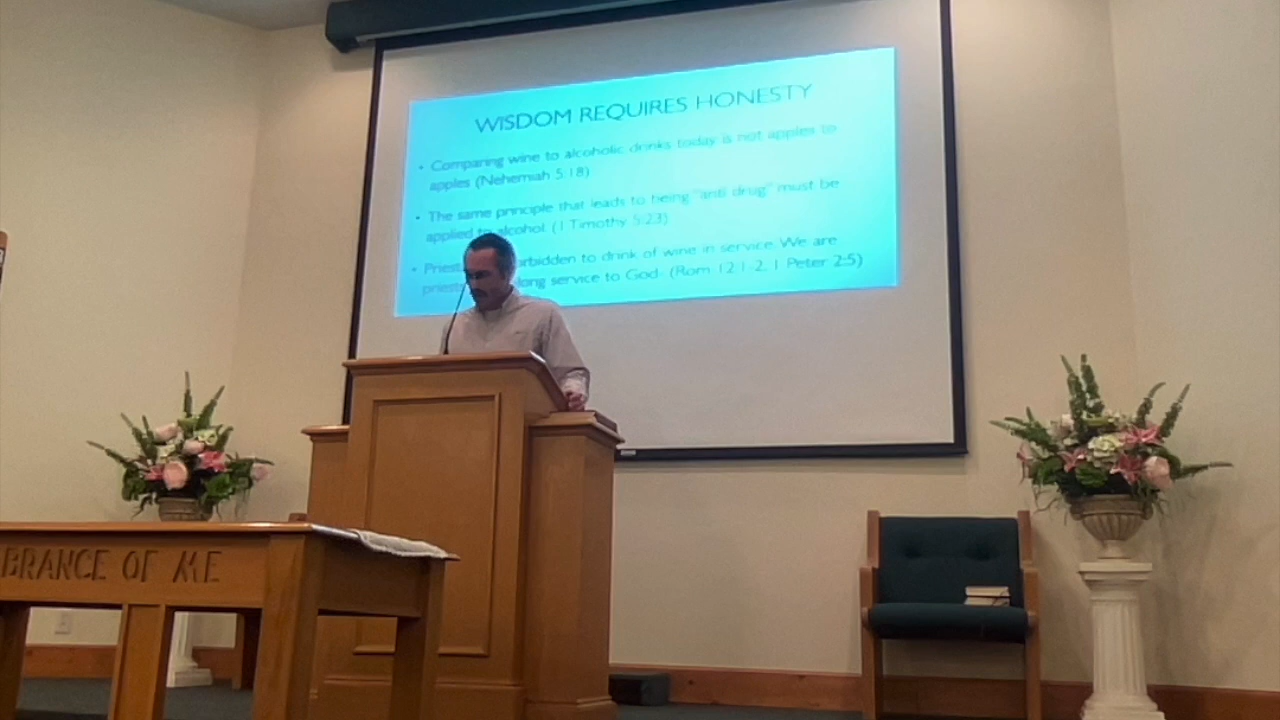 WISDOM REQUIRES HONESTY
• Comparing wine to alcoholic drinks today is not apples to
apples (Nehemiah 5:18)
• The same principle that leads to being "anti drug" must be
applied to alcohol. (1 Timothy 5:23)
• Priest orbidden to drink of wine in service. We are
priests long service to God- (Rom 12:1-2, 1 Peter 2:5)
BRANCE OF ME